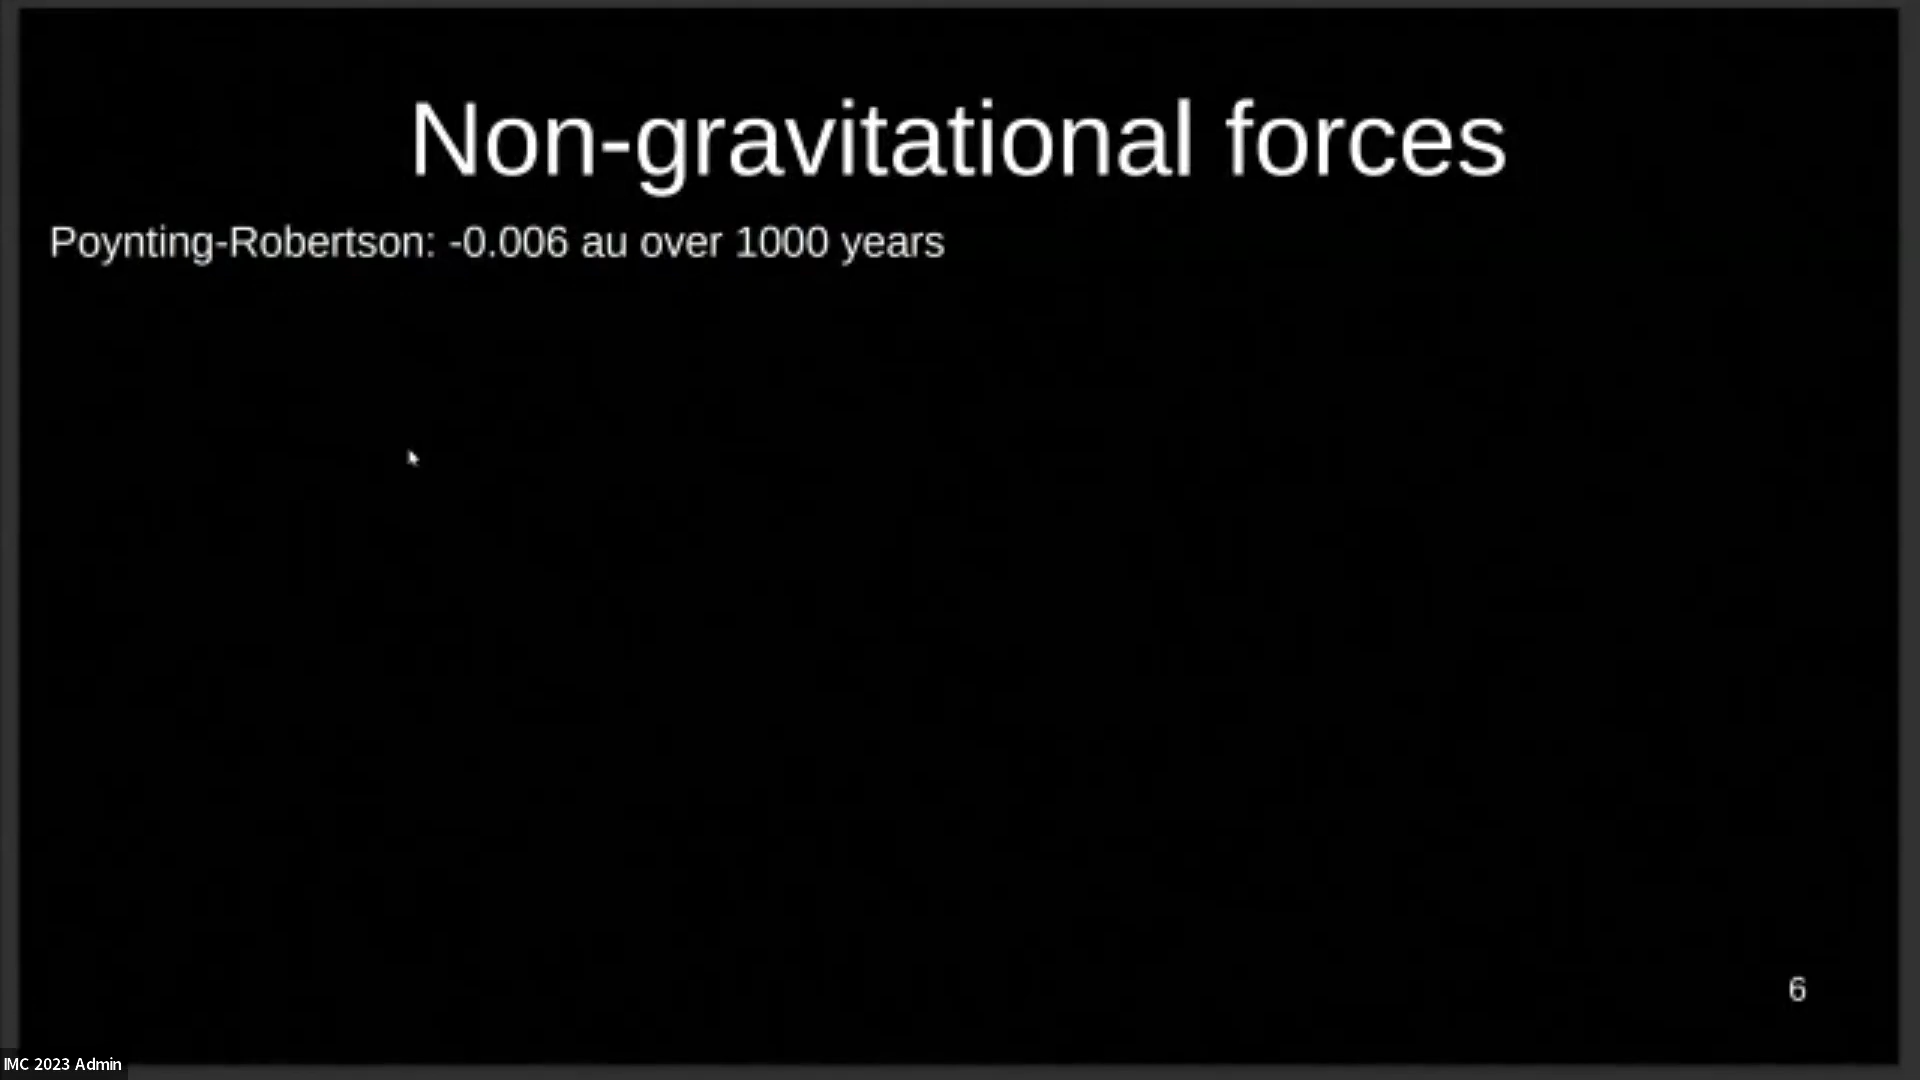 Non-gravitational forces
Poynting-Robertson: -0.006 au over 1000 years
6
IMC 2023 Admin